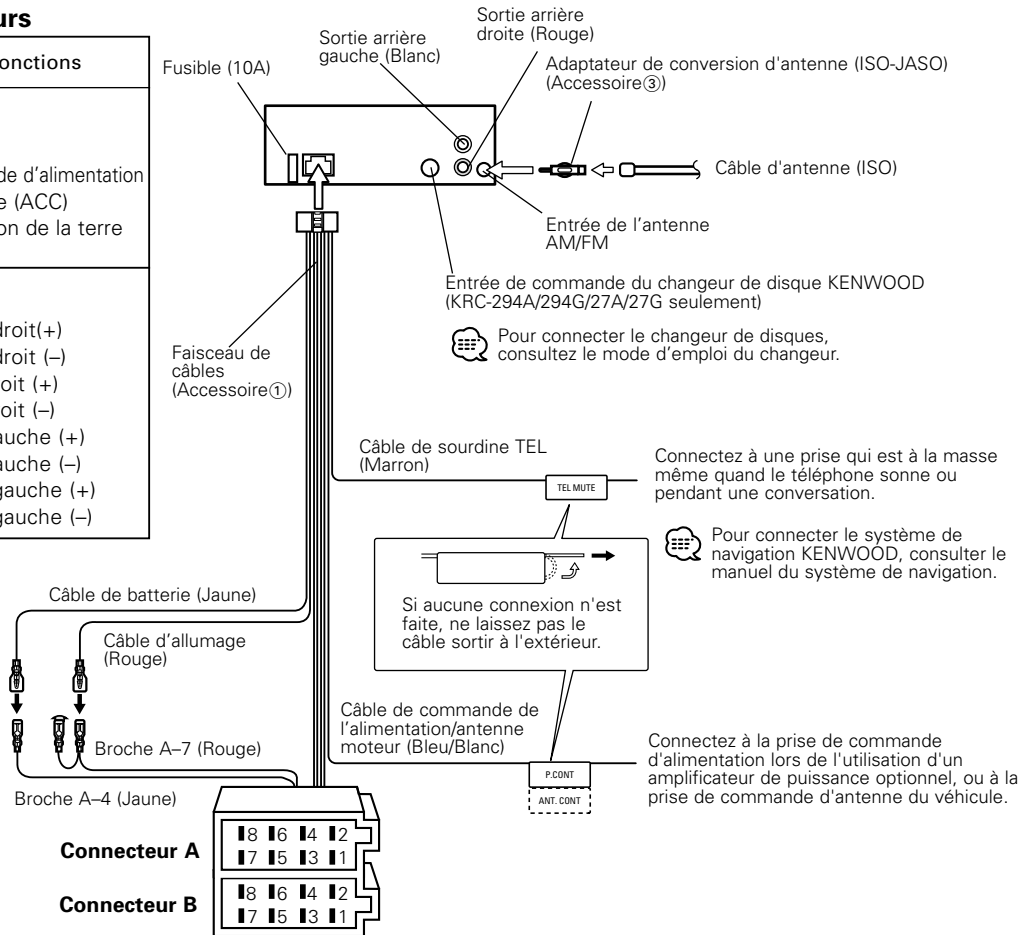 urs
onctions
de d'alimentation
e (ACC)
on de la terre
droit(+)
droit (–)
oit (+)
oit (–)
auche (+)
auche (–)
gauche (+)
gauche (–)
Fusible (10A)
Sortie arrière
gauche (Blanc)
Sortie arrière
droite (Rouge)
Adaptateur de conversion d'antenne (ISO-JASO)
(Accessoire③)
Câble d'antenne (ISO)
Entrée de l'antenne
AM/FM
Entrée de commande du changeur de disque KENWOOD
(KRC-294A/294G/27A/27G seulement)
Pour connecter le changeur de disques,
consultez le mode d'emploi du changeur.
Faisceau de
câbles
(Accessoire①)
Câble de sourdine TEL
(Marron)
TEL MUTE
Connectez à une prise qui est à la masse
même quand le téléphone sonne ou
pendant une conversation.
Pour connecter le système de
navigation KENWOOD, consulter le
manuel du système de navigation.
Si aucune connexion n'est
faite, ne laissez pas le
câble sortir à l'extérieur.
Câble de batterie (Jaune)
Câble d'allumage
(Rouge)
Broche A–7 (Rouge)
Broche A–4 (Jaune)
Câble de commande de
l'alimentation/antenne
moteur (Bleu/Blanc)
P.CONT
ANT. CONT
Connectez à la prise de commande
d'alimentation lors de l'utilisation d'un
amplificateur de puissance optionnel, ou à la
prise de commande d'antenne du véhicule.
Connecteur A
8 6 4 2
7 5 3 1
Connecteur B
8 6 4 2
7 5 3 1